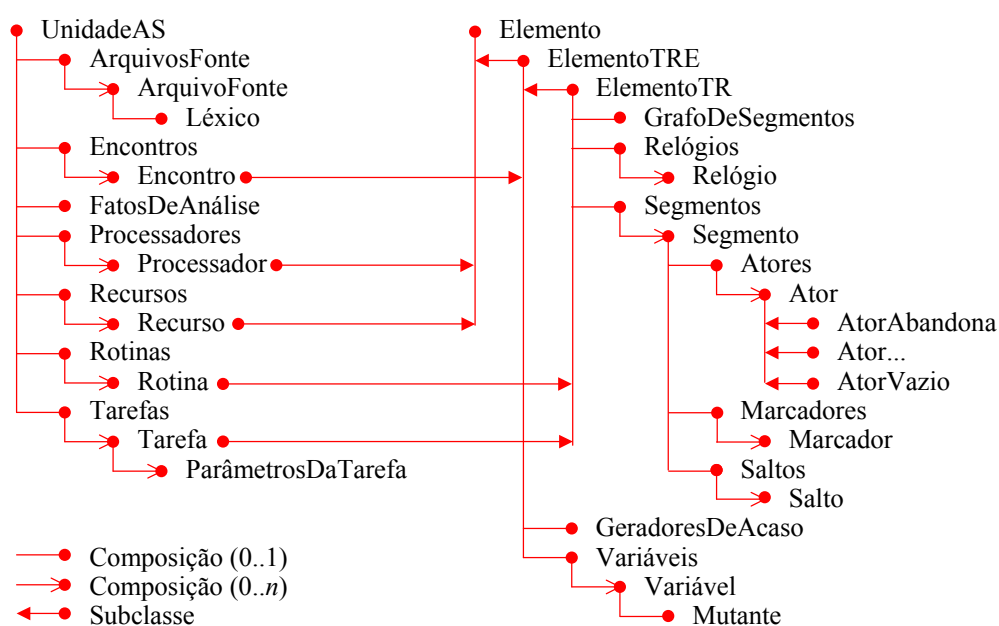 UnidadeAS
ArquivosFonte
ArquivoFonte
Léxico
Encontros
Encontro
FatosDeAnálise
Processadores
Processador
Recursos
Recurso
Rotinas
Rotina
Tarefas
Tarefa
ParâmetrosDaTarefa
Composição (0..1)
Composição (0..n)
Subclasse
Elemento
ElementoTRE
ElementoTR
GrafoDeSegmentos
Relógios
Relógio
Segmentos
Segmento
Atores
Ator
AtorAbandona
Ator...
AtorVazio
Marcadores
Marcador
Saltos
Salto
GeradoresDeAcaso
Variáveis
Variável
Mutante